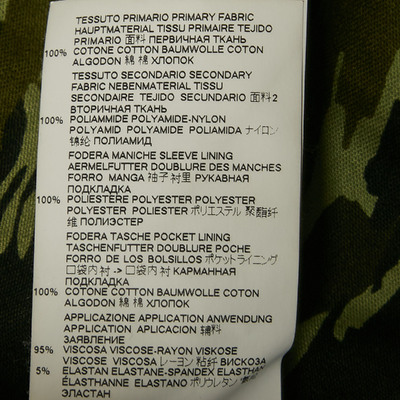 TESSUTO PRIMARIO PRIMARY FABRIC
HAUPTMATERIAL TISSU PRIMAIRE TEJIDO
PRIMARIO 面料 ПЕРВИЧНАЯ ТКАНЬ
100% COTONE COTTON BAUMWOLLE COTON
ALGODON 綿 棉 ХЛОПОК
TESSUTO SECONDARIO SECONDARY
FABRIC NEBENMATERIAL TISSU
SECONDAIRE TEJIDO SECUNDARIO 面料2
ВТОРИЧНАЯ ТКАНЬ
100% POLIAMMIDE POLYAMIDE-NYLON
POLYAMID POLYAMIDE POLIAMIDA ナイロン
锦纶 ПОЛИАМИД
FODERA MANICHE SLEEVE LINING
AERMELFUTTER DOUBLURE DES MANCHES
FORRO MANGA 袖子衬里 РУКАВНАЯ
ПОДКЛАДКА
100% POLIESTERE POLYESTER POLYESTER
POLYESTER POLIESTER ポリエステル 聚酯纤
维 ПОЛИЭСТЕР
FODERA TASCHE POCKET LINING
TASCHENFUTTER DOUBLURE POCHE
FORRO DE LOS BOLSILLOS ポケットライニング
口袋内衬 -> 口袋内衬 КАРМАННАЯ
ПОДКЛАДКА
100% COTONE COTTON BAUMWOLLE COTON
ALGODON 綿 棉 ХЛОПОК
APPLICAZIONE APPLICATION ANWENDUNG
APPLICATION APLICACION 辅料
ЗАЯВЛЕНИЕ
95% VISCOSA VISCOSE-RAYON VISKOSE
VISCOSE VISCOSA レーヨン 粘纤 ВИСКОЗА
5% ELASTAN ELASTANE-SPANDEX ELASTHAN
ÉLASTHANNE ELASTANO ポリウレタン
ЭЛАСТАН